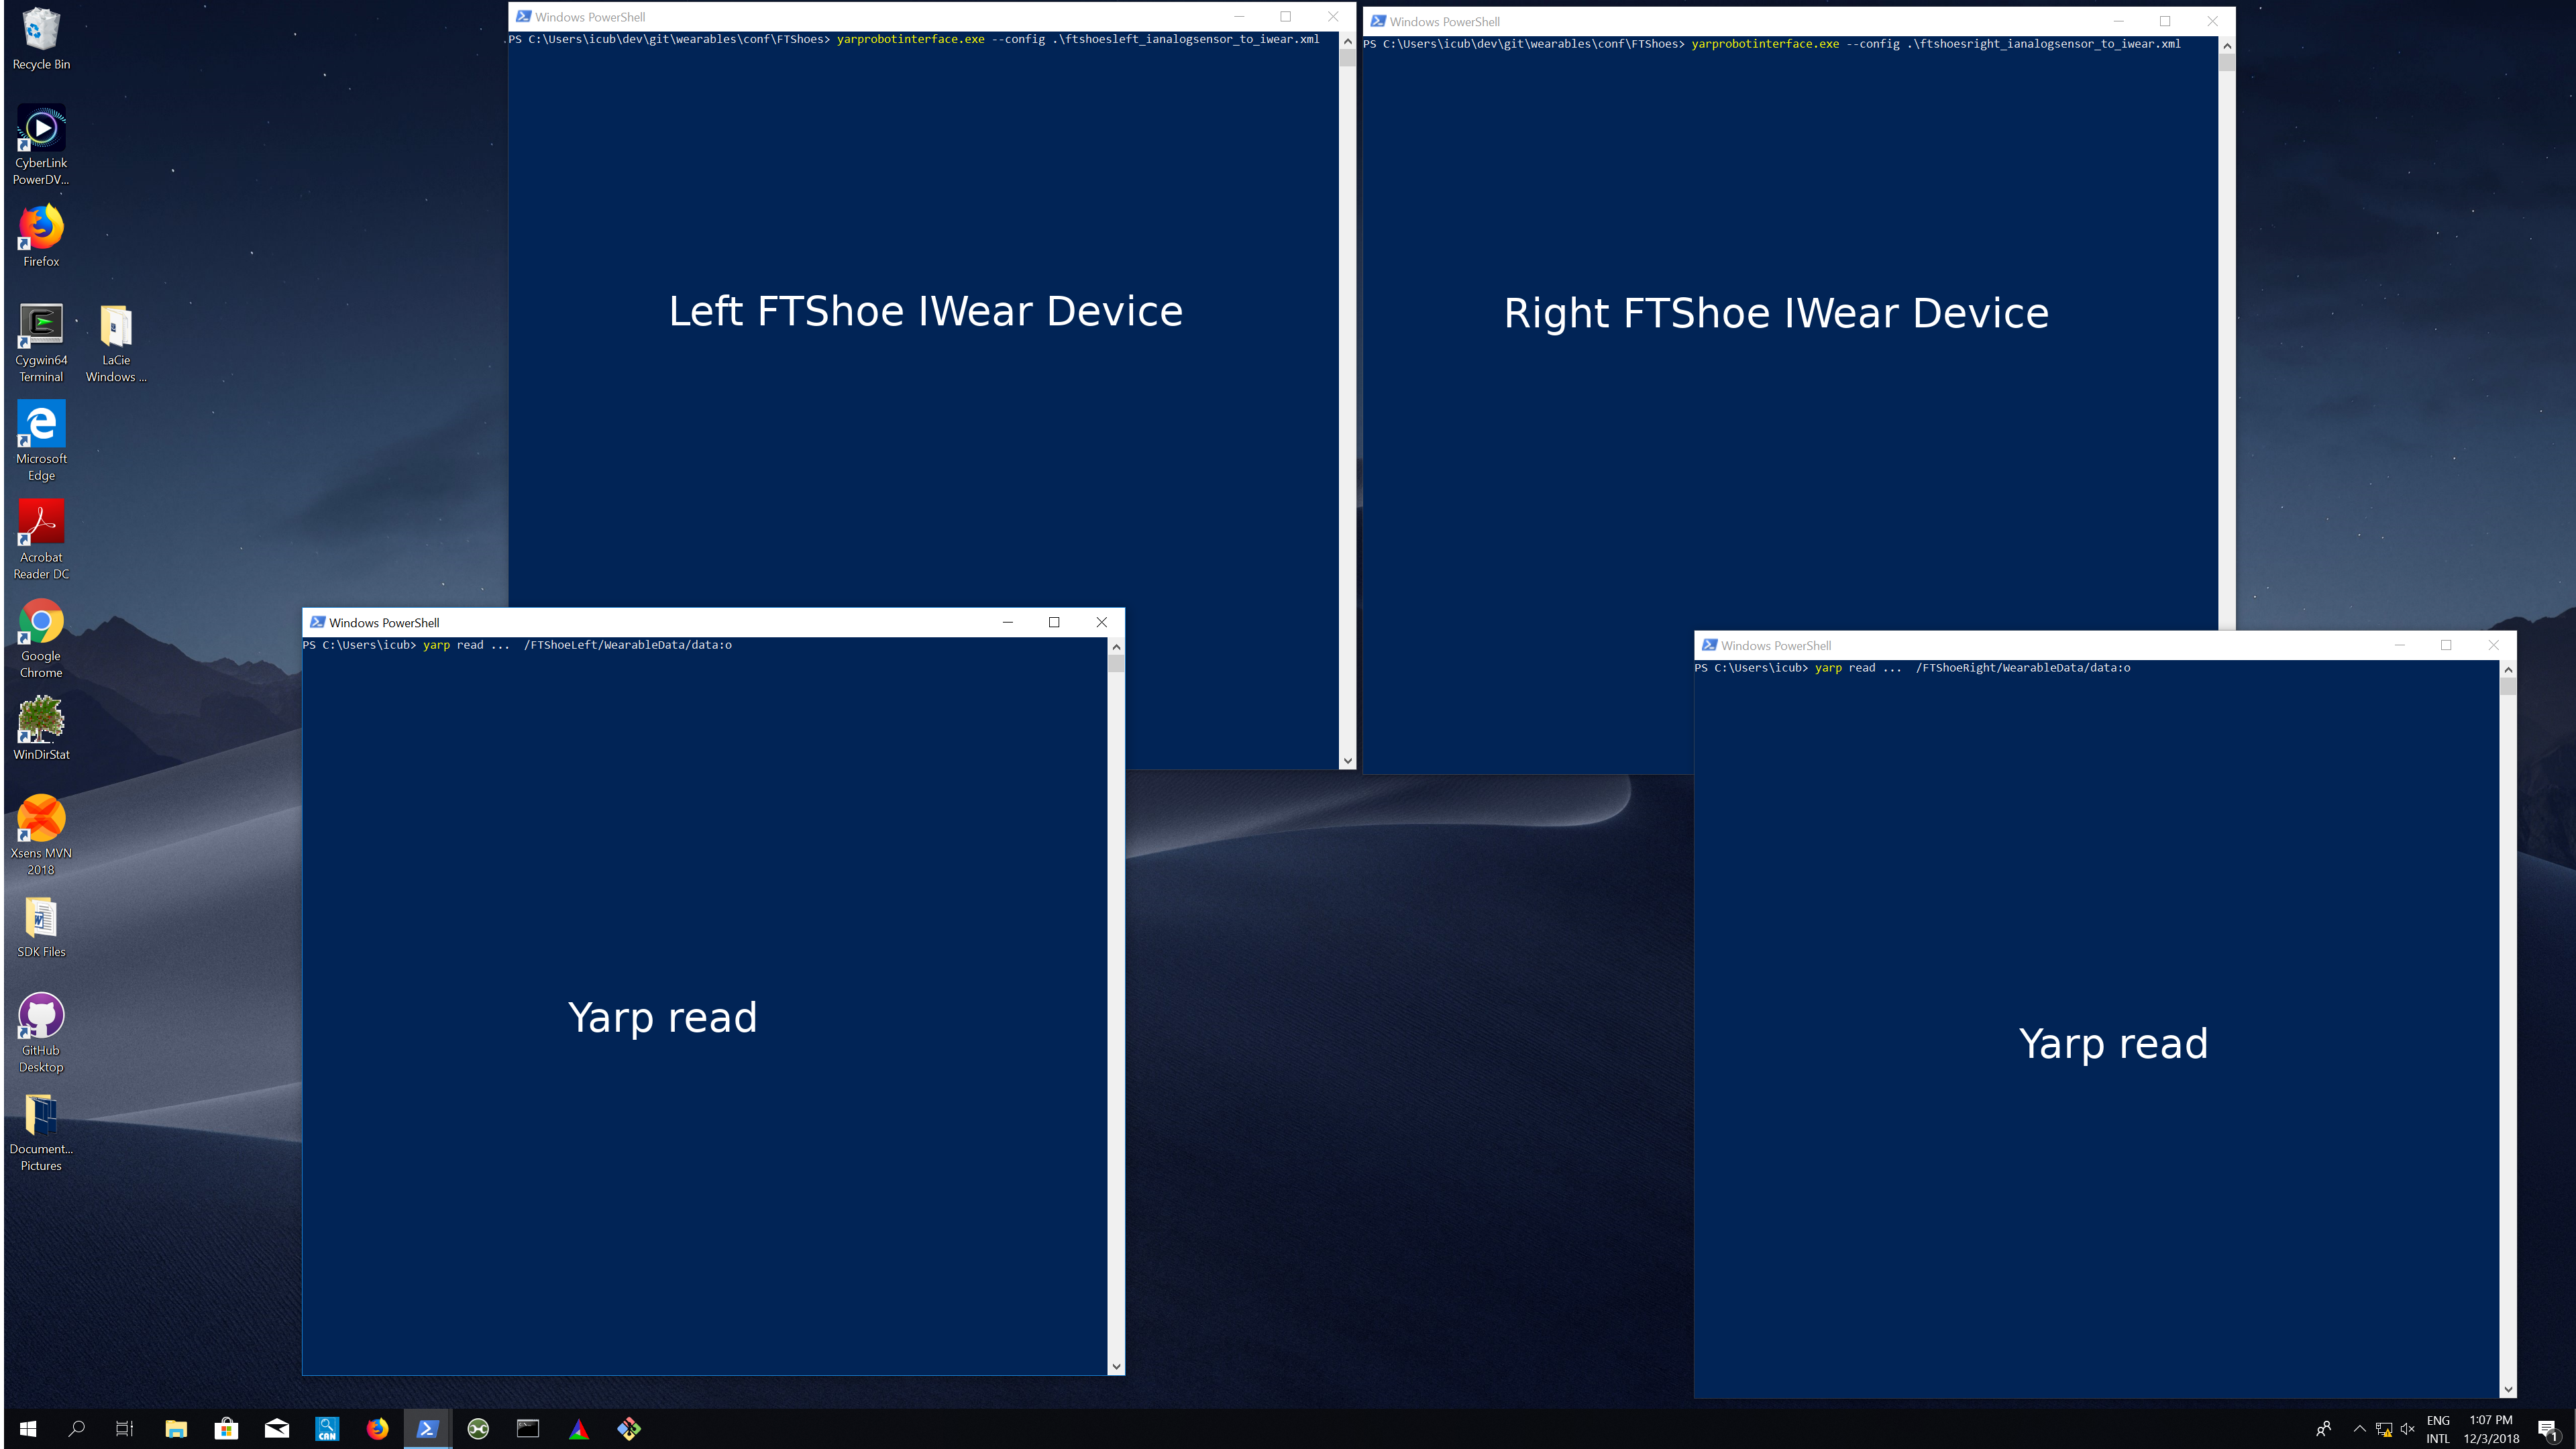 Recycle Bin
CyberLink
PowerDV...
Firefox
Cygwin64
Terminal
LaCie
Windows ...
Microsoft
Edge
Acrobat
Reader DC
Google
Chrome
WinDirStat
Xsens MVN
2018
SDK Files
GitHub
Desktop
Document...
Pictures
Windows PowerShell
PS C:\Users\icub\dev\git\wearables\conf\FTShoes> yarprobotinterface.exe --config .\ftshoesleft_ianalogsensor_to_iwear.xml
Left FTShoe IWear Device
Windows PowerShell
PS C:\Users\icub\dev\git\wearables\conf\FTShoes> yarprobotinterface.exe --config .\ftshoesright_ianalogsensor_to_iwear.xml
Right FTShoe IWear Device
Windows PowerShell
PS C:\Users\icub> yarp read ...  /FTShoeLeft/WearableData/data:o
Yarp read
Windows PowerShell
PS C:\Users\icub> yarp read ...  /FTShoeRight/WearableData/data:o
Yarp read
CAN
ENG
INTL
1:07 PM
12/3/2018
1